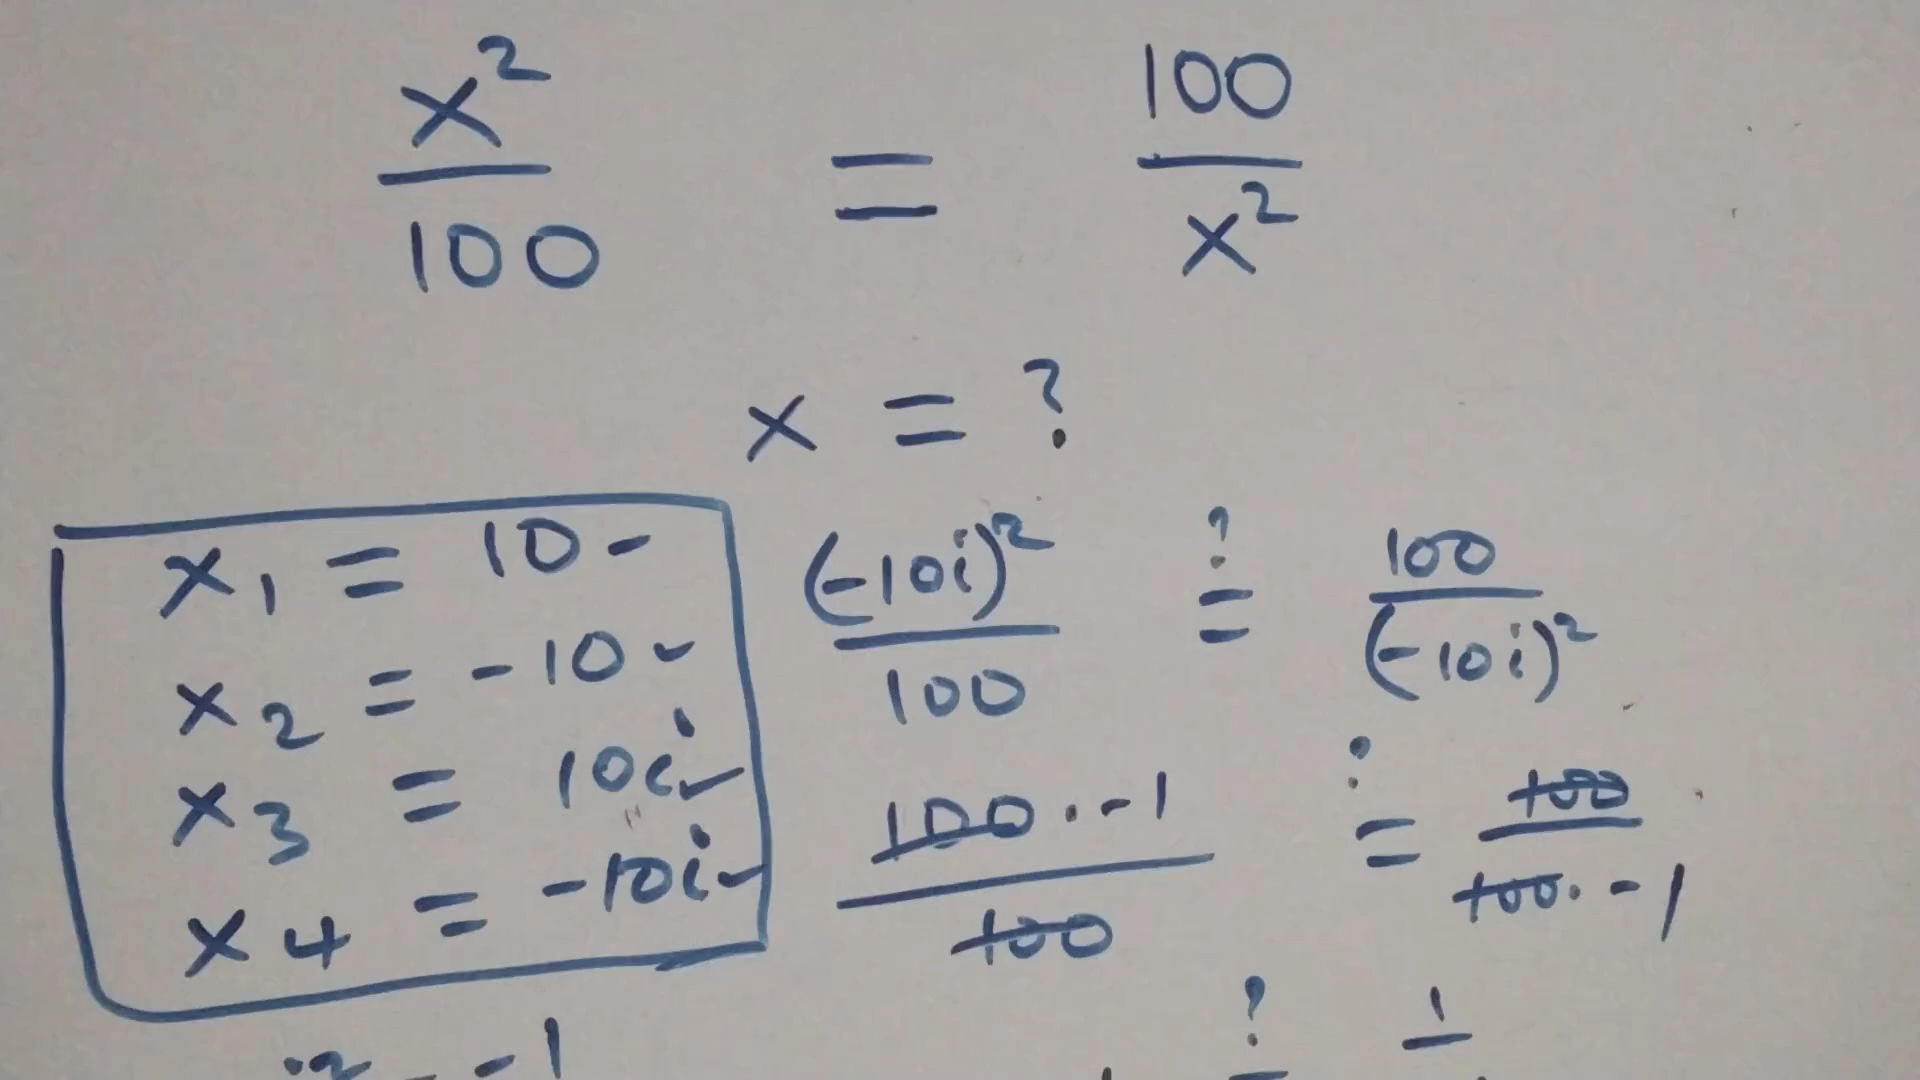 x²/100 = 100/x²
x = ?
x₁ = 10
x₂ = -10
x₃ = 10i
x₄ = -10i
(-10i)²/100 ?= 100/(-10i)²
100·-1/100 ?= 100/100·-1